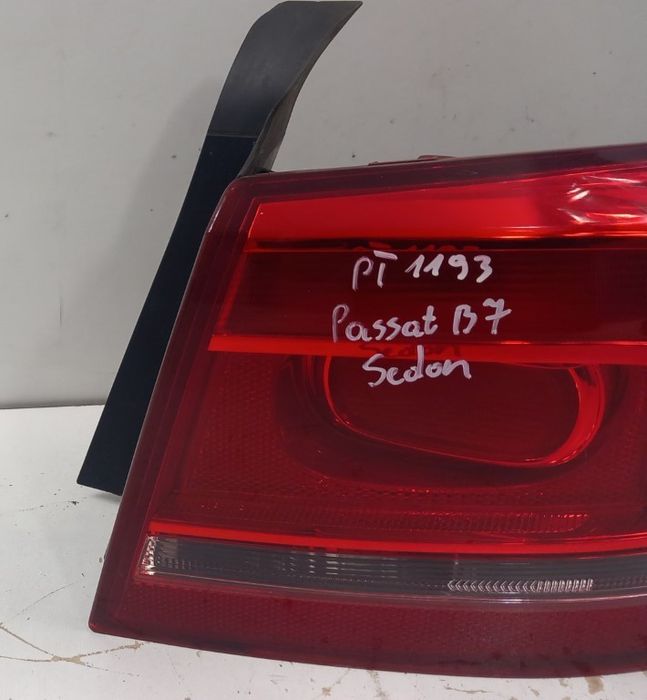 PT 1193
Passat B7
Sedan